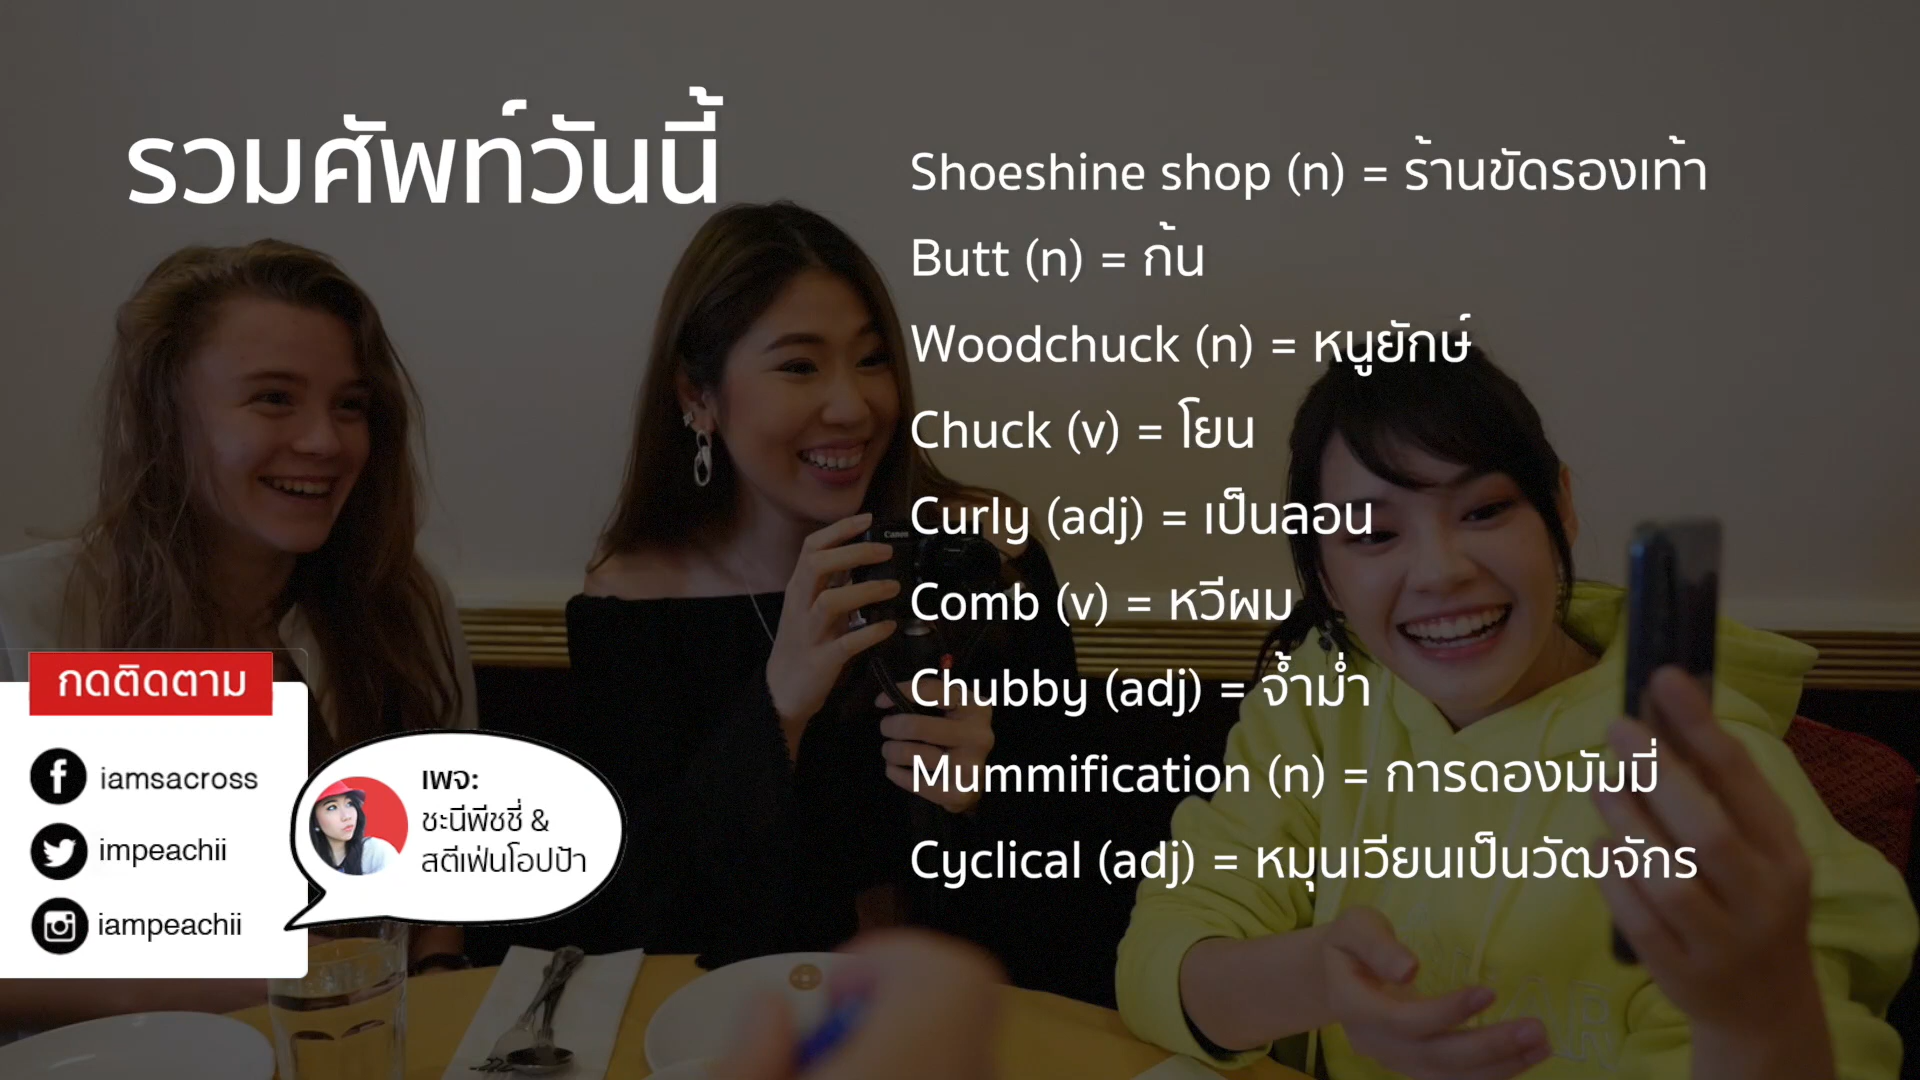 รวมศัพท์วันนี้
Shoeshine shop (n) = ร้านขัดรองเท้า
Butt (n) = ก้น
Woodchuck (n) = หนูยักษ์
Chuck (v) = โยน
Curly (adj) = เป็นลอน
Comb (v) = หวีผม
Chubby (adj) = จ้ำม่ำ
Mummification (n) = การดองมัมมี่
Cyclical (adj) = หมุนเวียนเป็นวัฒจักร
Canon
กดติดตาม
iamsacross
impeachii
iampeachii
เพจ:
ชะนีพีชชี่ &
สตีเฟ่นโอปป้า